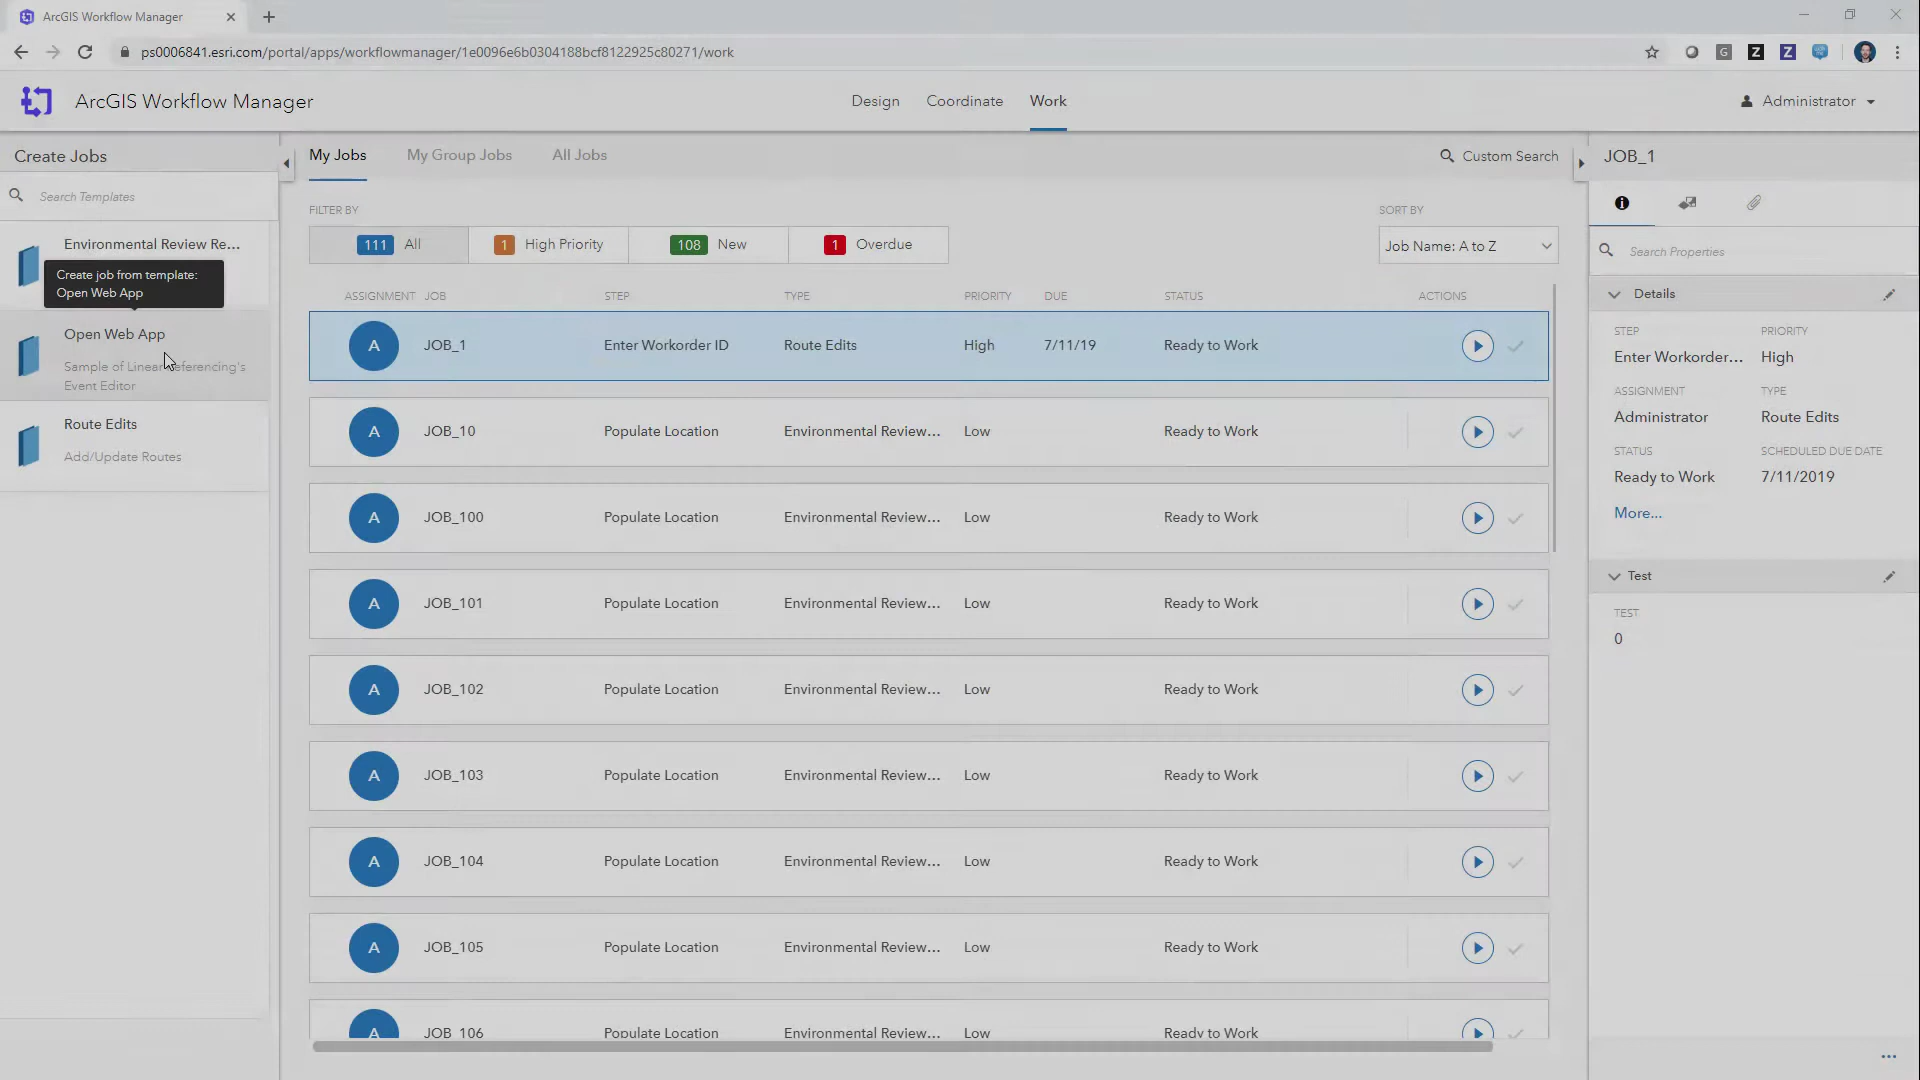 ArcGIS Workflow Manager
ps0006841.esri.com/portal/apps/workflowmanager/1e0096e6b0304188bcf8122925c80271/work
ArcGIS Workflow Manager
Design
Coordinate
Work
Administrator
Create Jobs
Search Templates
Environmental Review Re...
Create job from template:
Open Web App
Open Web App
Sample of Linear Referencing's
Event Editor
Route Edits
Add/Update Routes
My Jobs
My Group Jobs
All Jobs
Custom Search
FILTER BY
111 All
1 High Priority
108 New
1 Overdue
SORT BY
Job Name: A to Z
ASSIGNMENT JOB STEP TYPE PRIORITY DUE STATUS ACTIONS
A JOB_1 Enter Workorder ID Route Edits High 7/11/19 Ready to Work
A JOB_10 Populate Location Environmental Review... Low Ready to Work
A JOB_100 Populate Location Environmental Review... Low Ready to Work
A JOB_101 Populate Location Environmental Review... Low Ready to Work
A JOB_102 Populate Location Environmental Review... Low Ready to Work
A JOB_103 Populate Location Environmental Review... Low Ready to Work
A JOB_104 Populate Location Environmental Review... Low Ready to Work
A JOB_105 Populate Location Environmental Review... Low Ready to Work
A JOB_106 Populate Location Environmental Review... Low Ready to Work
JOB_1
Search Properties
Details
STEP PRIORITY
Enter Workorder... High
ASSIGNMENT TYPE
Administrator Route Edits
STATUS SCHEDULED DUE DATE
Ready to Work 7/11/2019
More...
Test
TEST
0